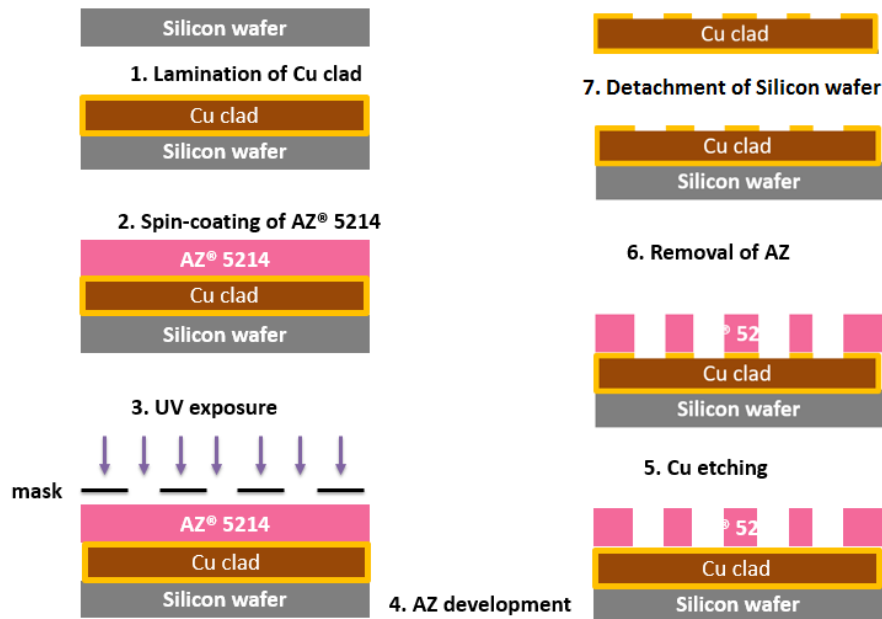 Silicon wafer
1. Lamination of Cu clad
Cu clad
Silicon wafer
2. Spin-coating of AZ® 5214
AZ® 5214
Cu clad
Silicon wafer
3. UV exposure
mask
AZ® 5214
Cu clad
Silicon wafer
4. AZ development
® 52
Cu clad
Silicon wafer
5. Cu etching
® 52
Cu clad
Silicon wafer
6. Removal of AZ
Cu clad
Silicon wafer
7. Detachment of Silicon wafer
Cu clad